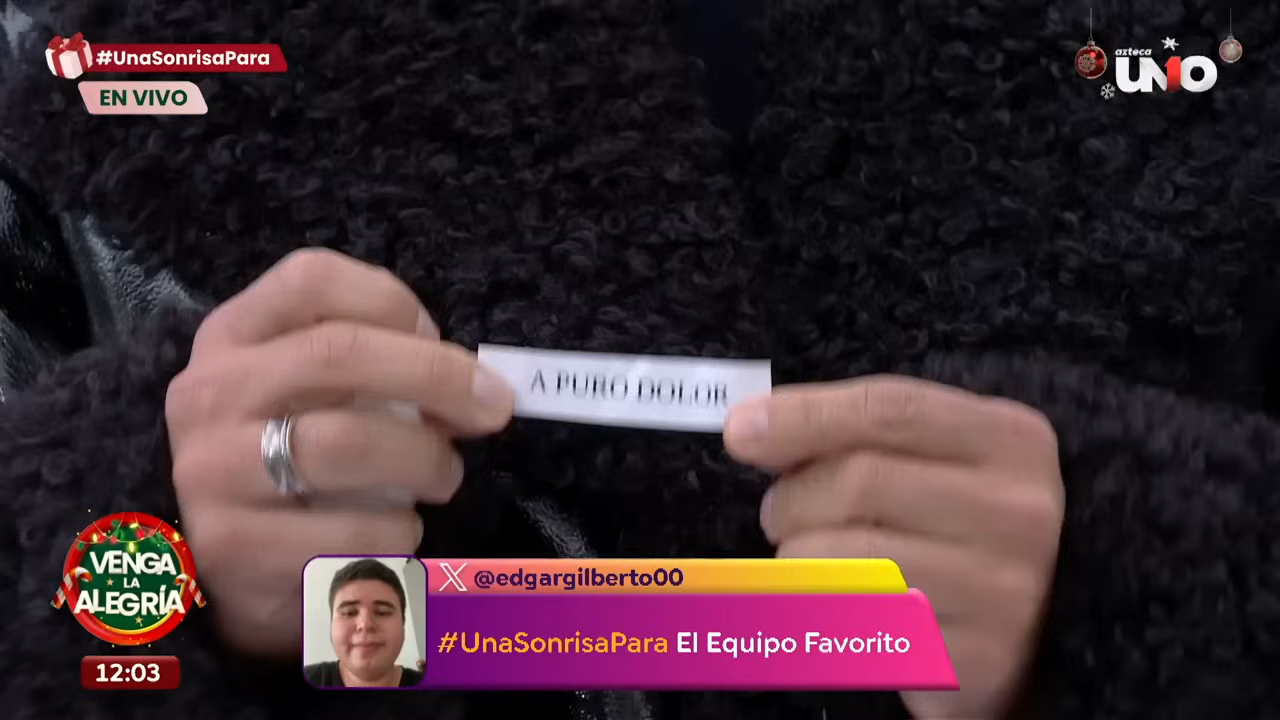 #UnaSonrisaPara
EN VIVO
azteca
UNO
A PURO DOLOR
VENGA
LA
ALEGRÍA
12:03
X @edgargilberto00
#UnaSonrisaPara El Equipo Favorito